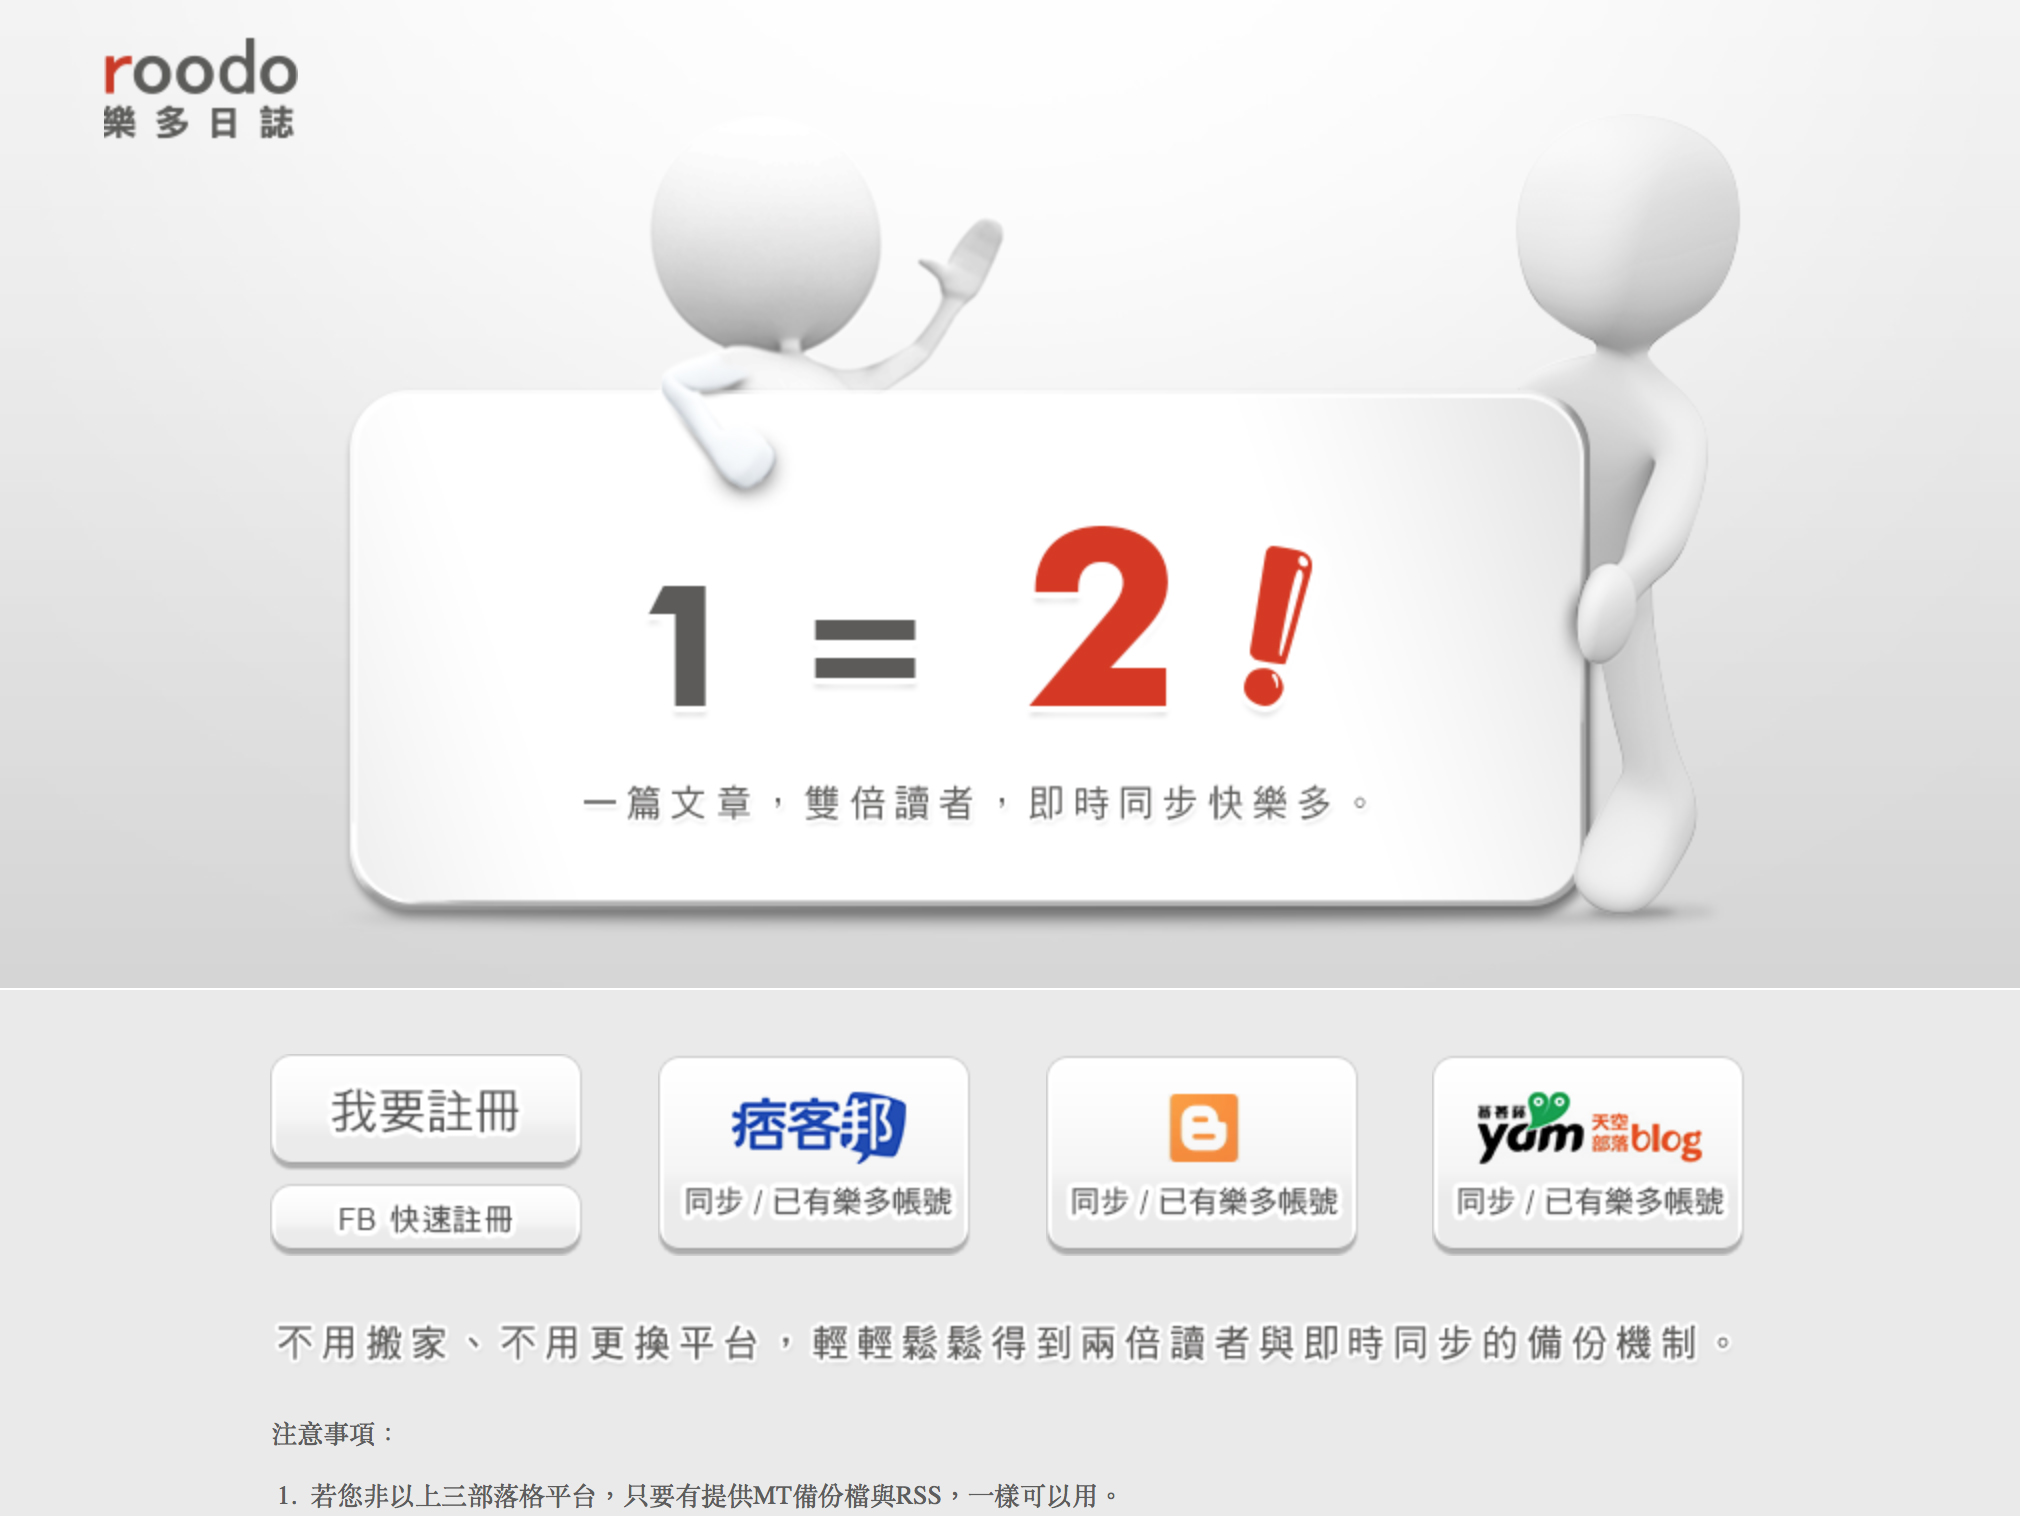 roodo
樂多日誌
1 = 2!
一篇文章，雙倍讀者，即時同步快樂多。
我要註冊
FB 快速註冊
痞客邦
同步 / 已有樂多帳號
同步 / 已有樂多帳號
蕃薯藤 yam 天空部落 blog
同步 / 已有樂多帳號
不用搬家、不用更換平台，輕輕鬆鬆得到兩倍讀者與即時同步的備份機制。
注意事項：
1. 若您非以上三部落格平台，只要有提供MT備份檔與RSS，一樣可以用。